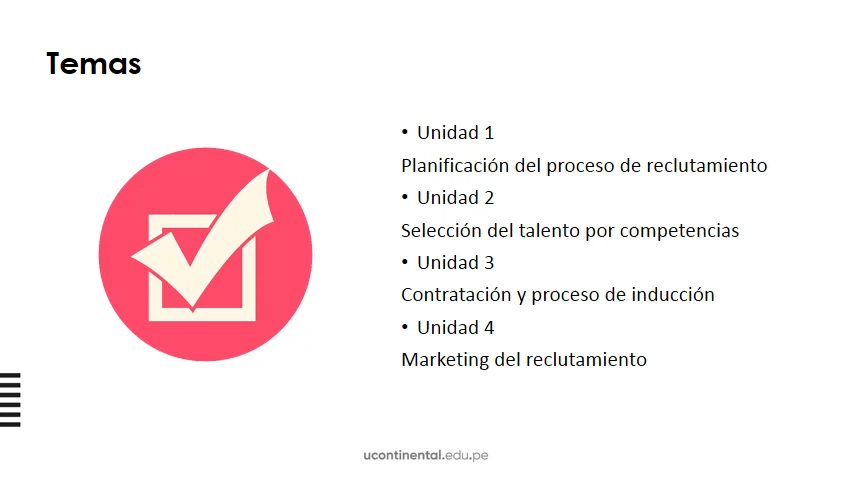 Temas
• Unidad 1
Planificación del proceso de reclutamiento
• Unidad 2
Selección del talento por competencias
• Unidad 3
Contratación y proceso de inducción
• Unidad 4
Marketing del reclutamiento
ucontinental.edu.pe